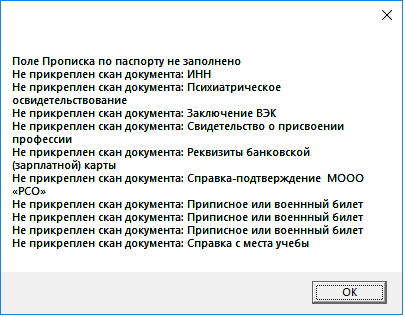 Поле Прописка по паспорту не заполнено
Не прикреплен скан документа: ИНН
Не прикреплен скан документа: Психиатрическое
освидетельствование
Не прикреплен скан документа: Заключение ВЭК
Не прикреплен скан документа: Свидетельство о присвоении
профессии
Не прикреплен скан документа: Реквизиты банковской
(зарплатной) карты
Не прикреплен скан документа: Справка-подтверждение  МООО
«РСО»
Не прикреплен скан документа: Приписное или военнный билет
Не прикреплен скан документа: Приписное или военнный билет
Не прикреплен скан документа: Приписное или военнный билет
Не прикреплен скан документа: Справка с места учебы
OK